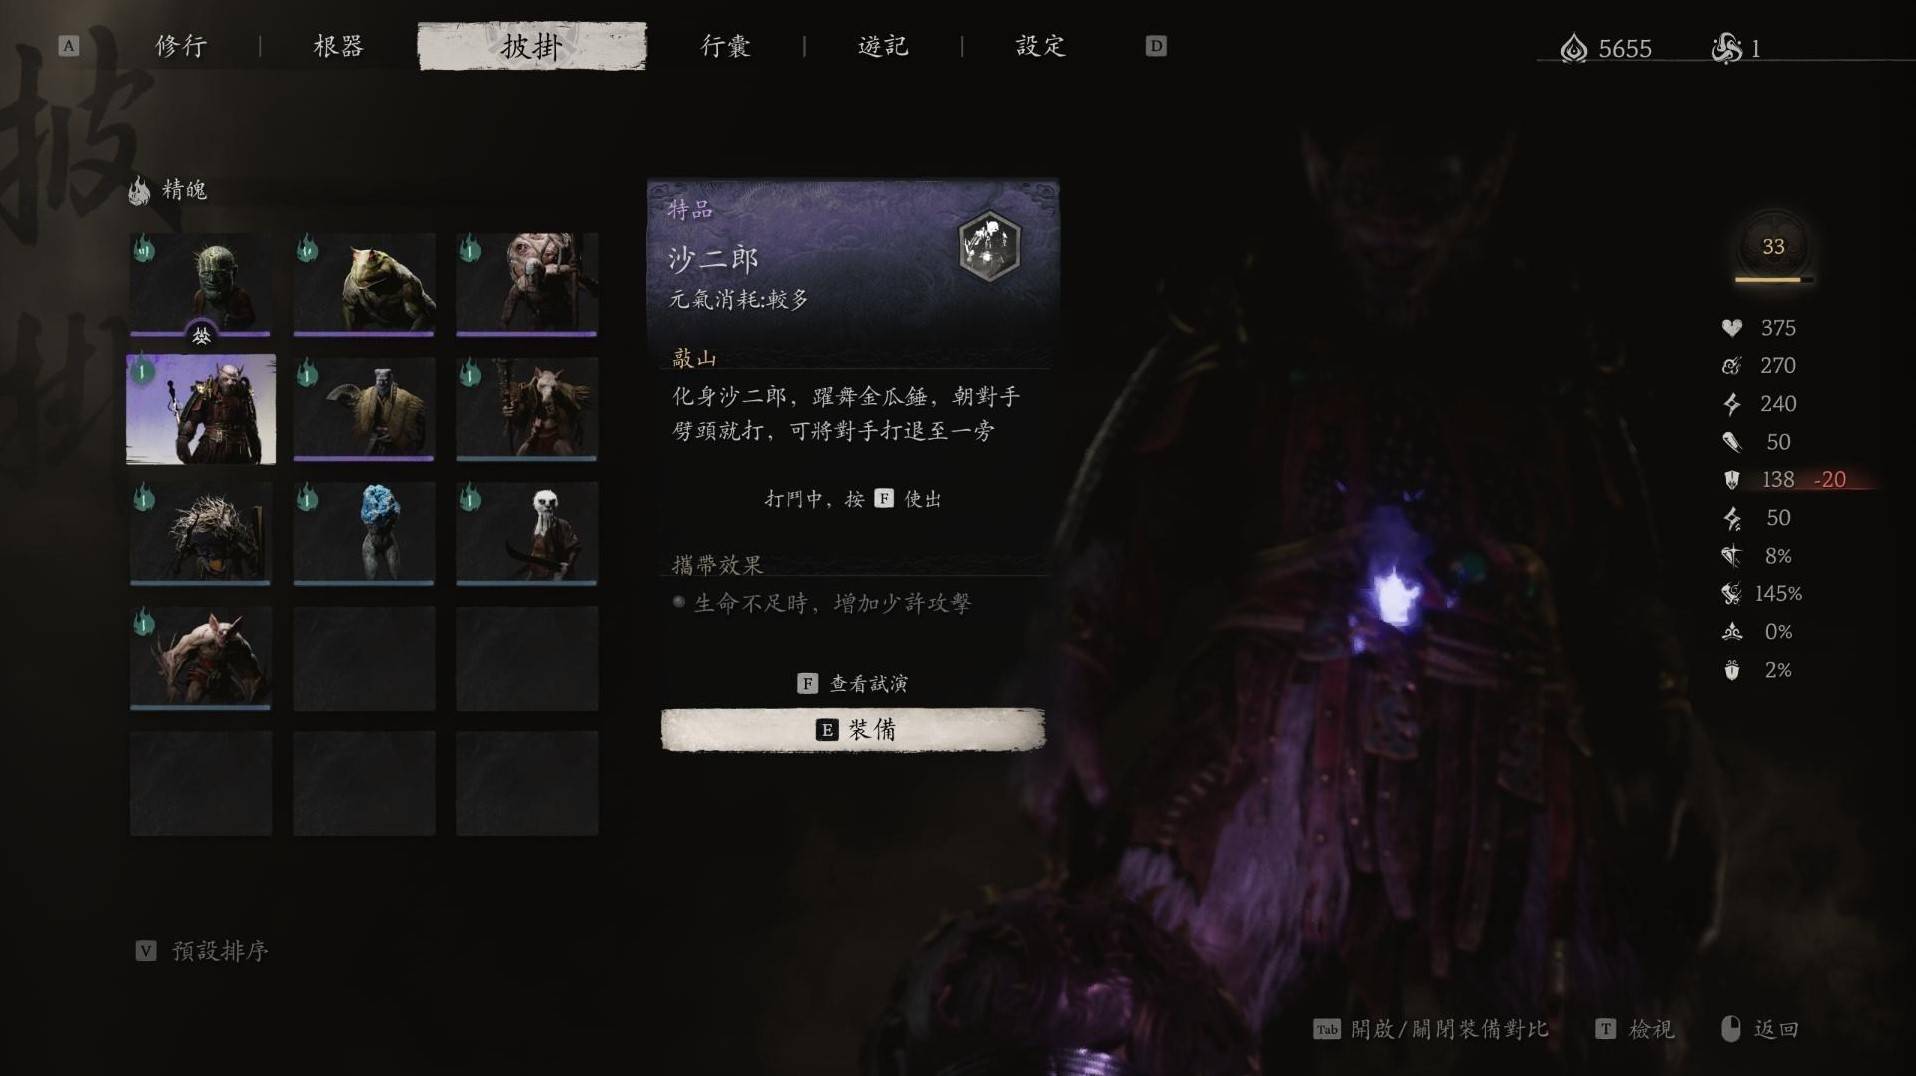 A 修行 根器 披掛 行囊 遊記 設定 D
5655 1
披掛
精魄
特品
沙二郎
元氣消耗:較多
敲山
化身沙二郎，躍舞金瓜錘，朝對手
劈頭就打，可將對手打退至一旁
打鬥中，按 F 使出
攜帶效果
生命不足時，增加少許攻擊
F 查看試演
E 裝備
33
375
270
240
50
138 -20
50
8%
145%
0%
2%
V 預設排序
Tab 開啟/關閉裝備對比 T 檢視 返回